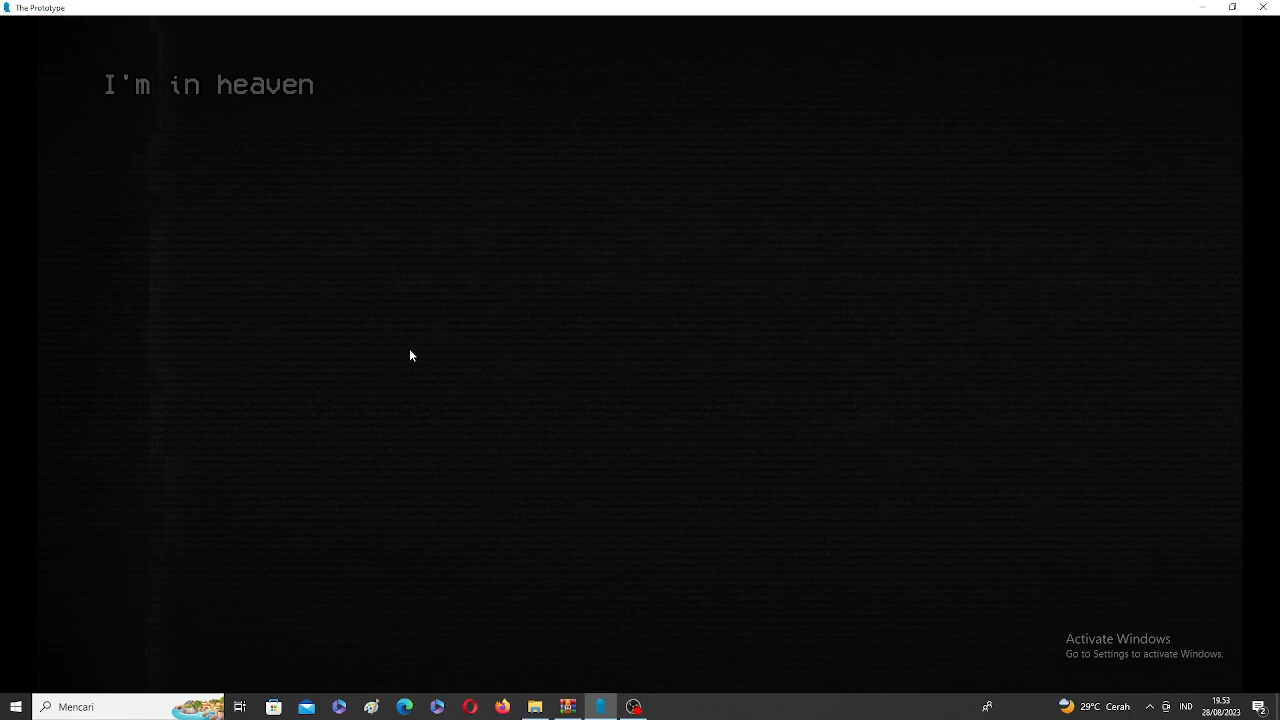 The Prototype
I'm in heaven
Activate Windows
Go to Settings to activate Windows.
Mencari
29°C Cerah
IND
19.53
28/08/2023